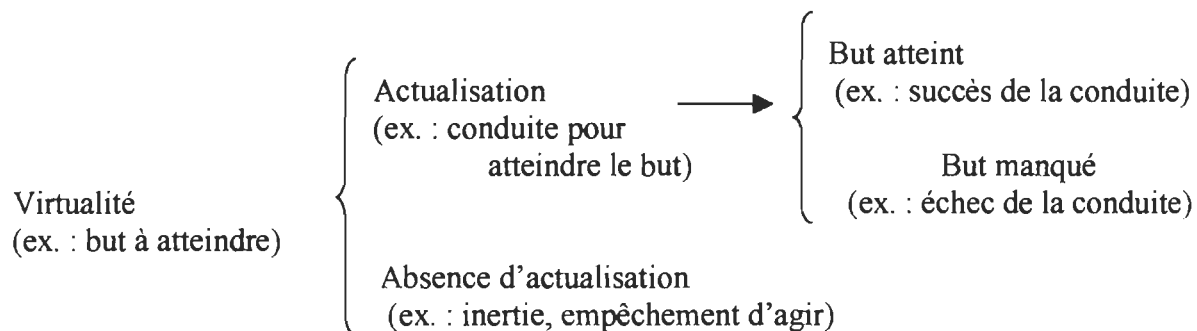 Virtualité
(ex. : but à atteindre)
Actualisation
(ex. : conduite pour
atteindre le but)
Absence d'actualisation
(ex. : inertie, empêchement d'agir)
But atteint
(ex. : succès de la conduite)
But manqué
(ex. : échec de la conduite)